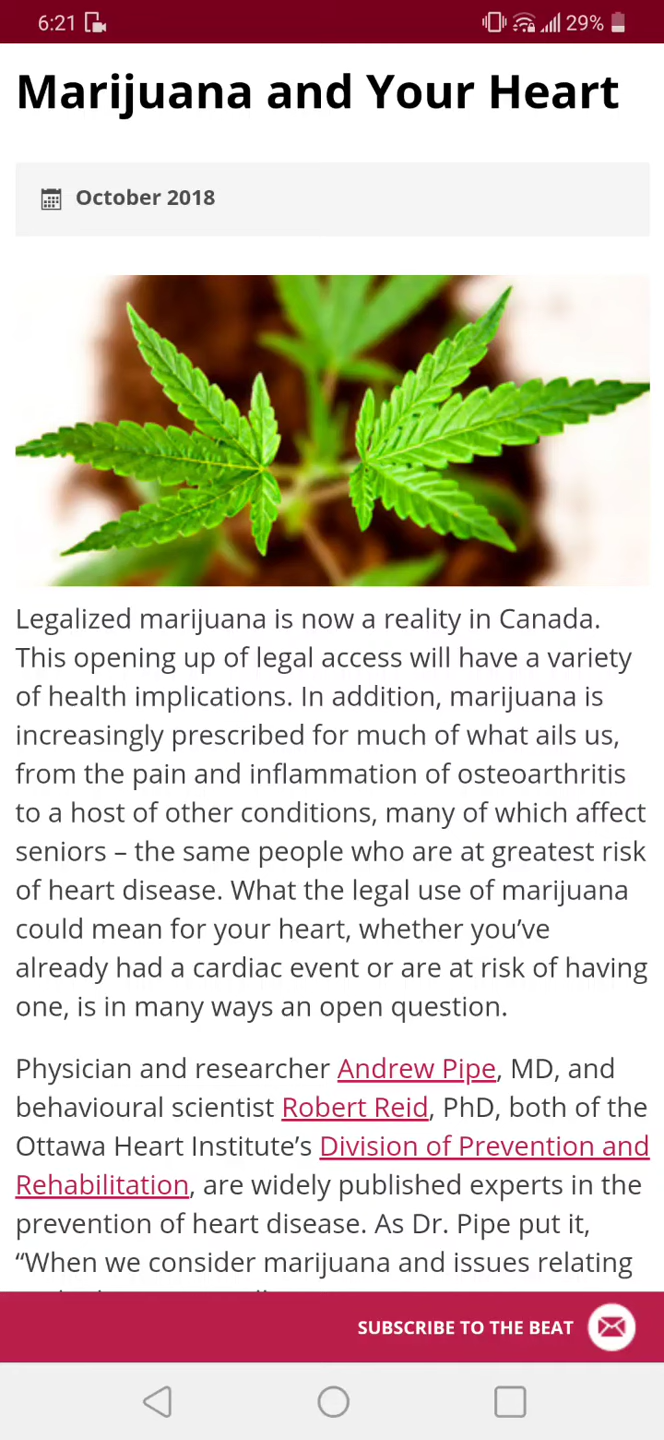 6:21
29%
Marijuana and Your Heart
October 2018
Legalized marijuana is now a reality in Canada.
This opening up of legal access will have a variety
of health implications. In addition, marijuana is
increasingly prescribed for much of what ails us,
from the pain and inflammation of osteoarthritis
to a host of other conditions, many of which affect
seniors – the same people who are at greatest risk
of heart disease. What the legal use of marijuana
could mean for your heart, whether you’ve
already had a cardiac event or are at risk of having
one, is in many ways an open question.
Physician and researcher Andrew Pipe, MD, and
behavioural scientist Robert Reid, PhD, both of the
Ottawa Heart Institute’s Division of Prevention and
Rehabilitation, are widely published experts in the
prevention of heart disease. As Dr. Pipe put it,
“When we consider marijuana and issues relating
SUBSCRIBE TO THE BEAT